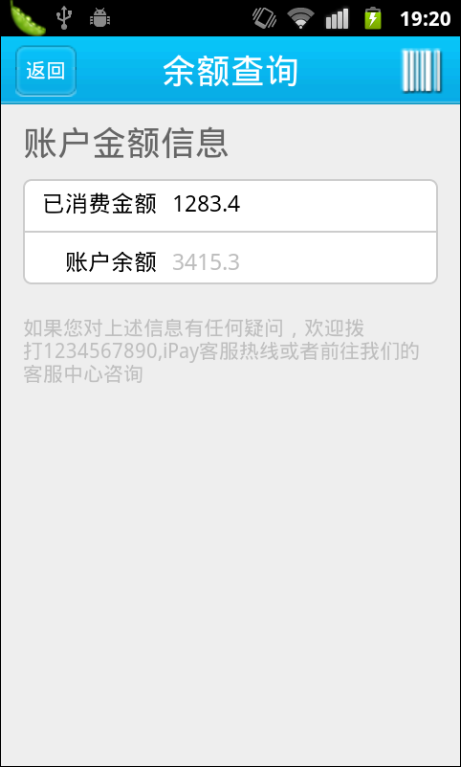 19:20
返回
余额查询
账户金额信息
已消费金额 1283.4
账户余额 3415.3
如果您对上述信息有任何疑问，欢迎拨
打1234567890,iPay客服热线或者前往我们的
客服中心咨询